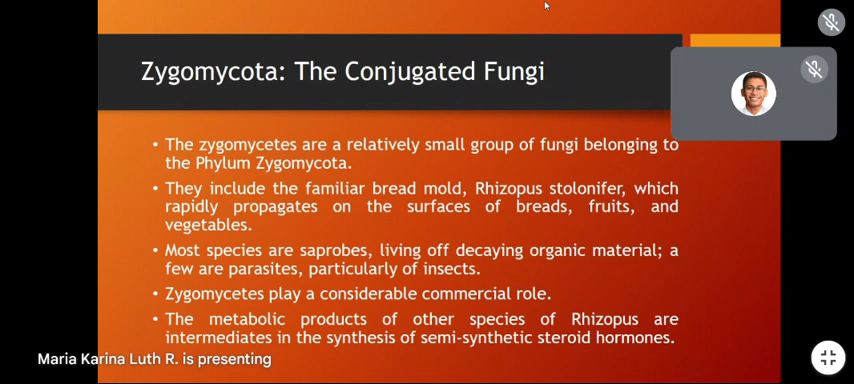 Zygomycota: The Conjugated Fungi
• The zygomycetes are a relatively small group of fungi belonging to
the Phylum Zygomycota.
• They include the familiar bread mold, Rhizopus stolonifer, which
rapidly propagates on the surfaces of breads, fruits, and
vegetables.
• Most species are saprobes, living off decaying organic material; a
few are parasites, particularly of insects.
• Zygomycetes play a considerable commercial role.
• The metabolic products of other species of Rhizopus are
intermediates in the synthesis of semi-synthetic steroid hormones.
Maria Karina Luth R. is presenting